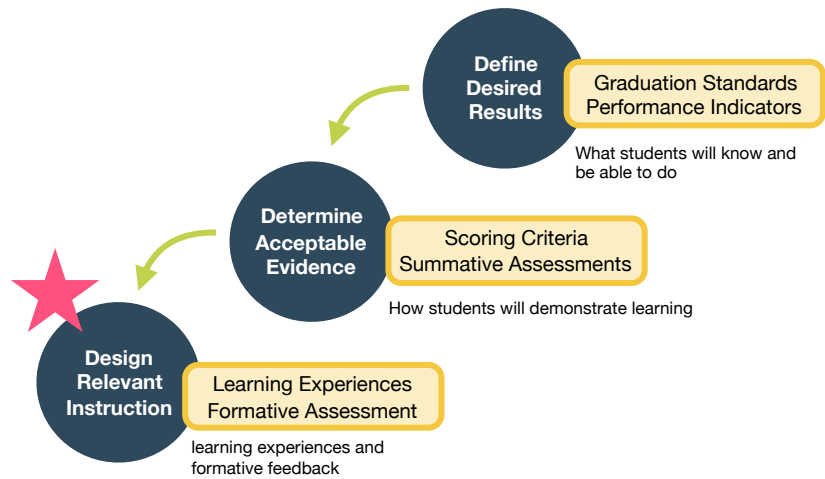 Define
Desired
Results
Graduation Standards
Performance Indicators
What students will know and
be able to do
Determine
Acceptable
Evidence
Scoring Criteria
Summative Assessments
How students will demonstrate learning
Design
Relevant
Instruction
Learning Experiences
Formative Assessment
learning experiences and
formative feedback